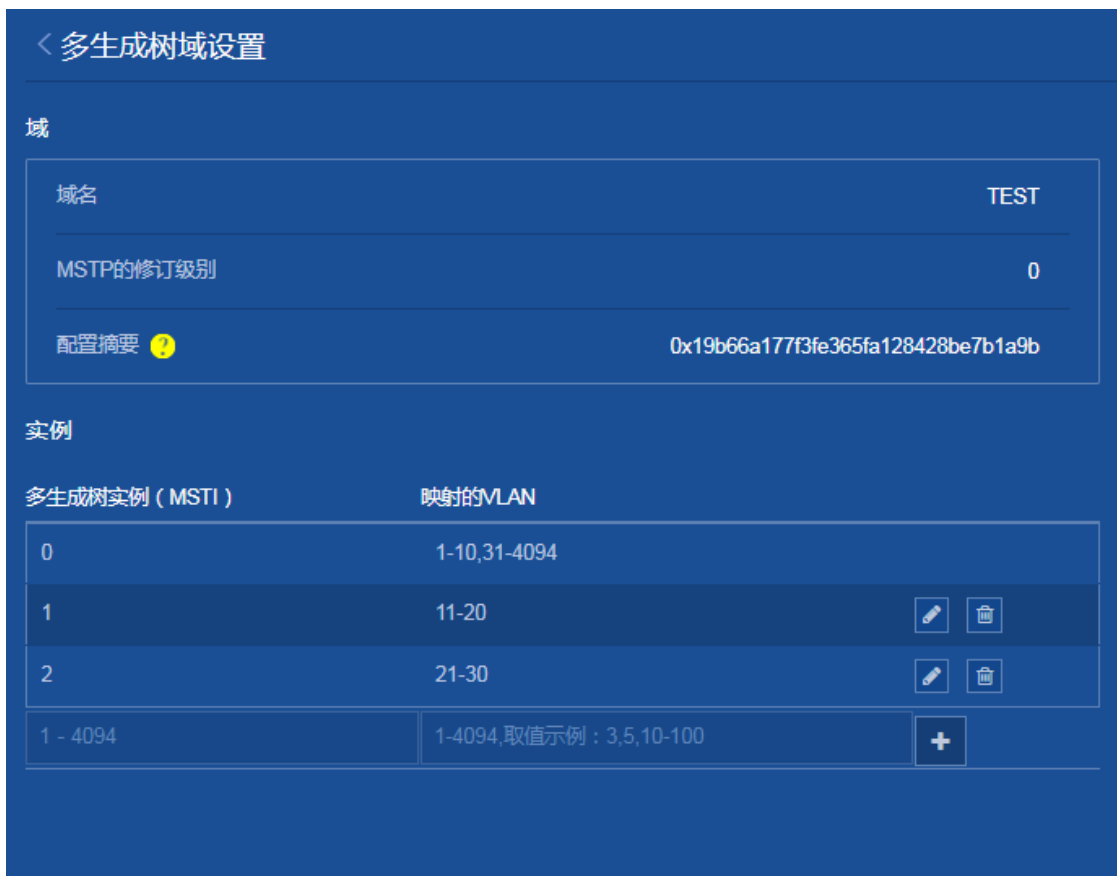 多生成树域设置
域
域名 TEST
MSTP的修订级别 0
配置摘要 ? 0x19b66a177f3fe365fa128428be7b1a9b
实例
多生成树实例（MSTI） 映射的VLAN
0 1-10,31-4094
1 11-20
2 21-30
1 - 4094 1-4094,取值示例：3,5,10-100